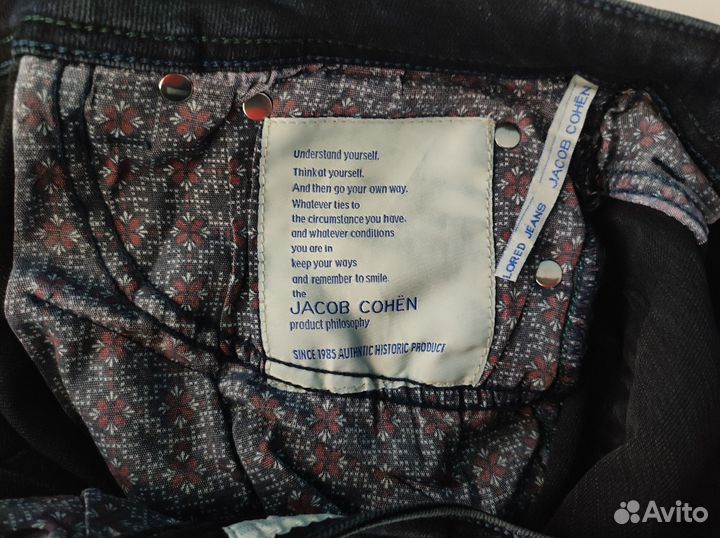 Understand yourself.
Think at yourself.
And then go your own way.
Whatever ties to
the circumstance you have.
and whatever conditions
you are in
keep your ways
and remember to smile.
the
JACOB COHËN
product philosophy
SINCE 1985 AUTHNTIC HISTORIC PRODUCT
LORED JEANS JACOB COHËN
Avito